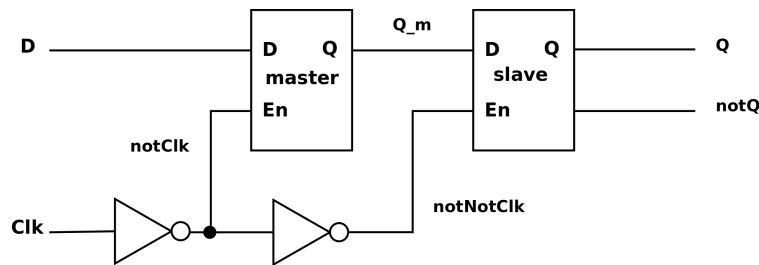 Q_m
D
D Q
D Q
Q
master
slave
En
En
notQ
notClk
notNotClk
Clk